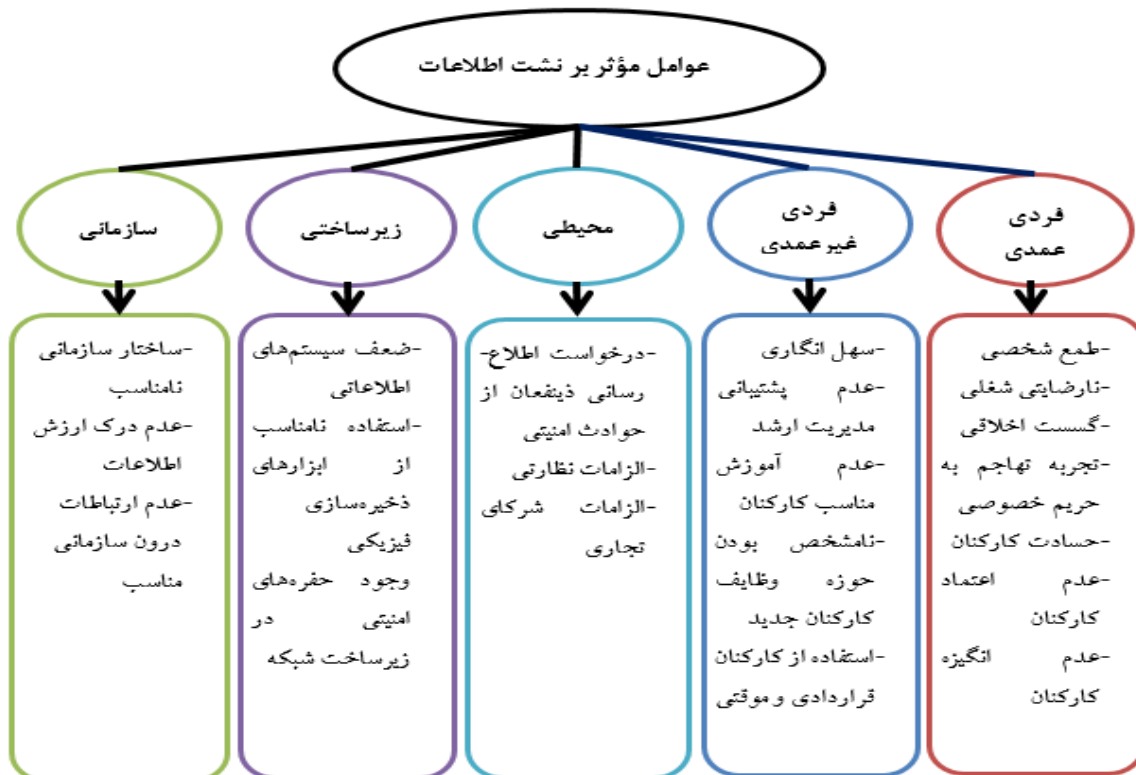 عوامل مؤثر بر نشت اطلاعات
فردی
عمدی
فردی
غیرعمدی
محیطی
زیرساختی
سازمانی
-طمع شخصی
-نارضایتی شغلی
-گسست اخلاقی
-تجربه تهاجم به
حریم خصوصی
-حسادت کارکنان
-عدم اعتماد
کارکنان
-عدم انگیزه
کارکنان
-سهل انگاری
-عدم پشتیبانی
مدیریت ارشد
-عدم آموزش
مناسب کارکنان
-نامشخص بودن
حوزه وظایف
کارکنان جدید
-استفاده از کارکنان
قراردادی و موقتی
-درخواست اطلاع-
رسانی ذینفعان از
حوادث امنیتی
-الزامات نظارتی
-الزامات شرکای
تجاری
-ضعف سیستم‌های
اطلاعاتی
-استفاده نامناسب
از ابزارهای
ذخیره‌سازی
فیزیکی
وجود حفره‌های
امنیتی در
زیرساخت شبکه
-ساختار سازمانی
نامناسب
-عدم درک ارزش
اطلاعات
-عدم ارتباطات
درون سازمانی
مناسب